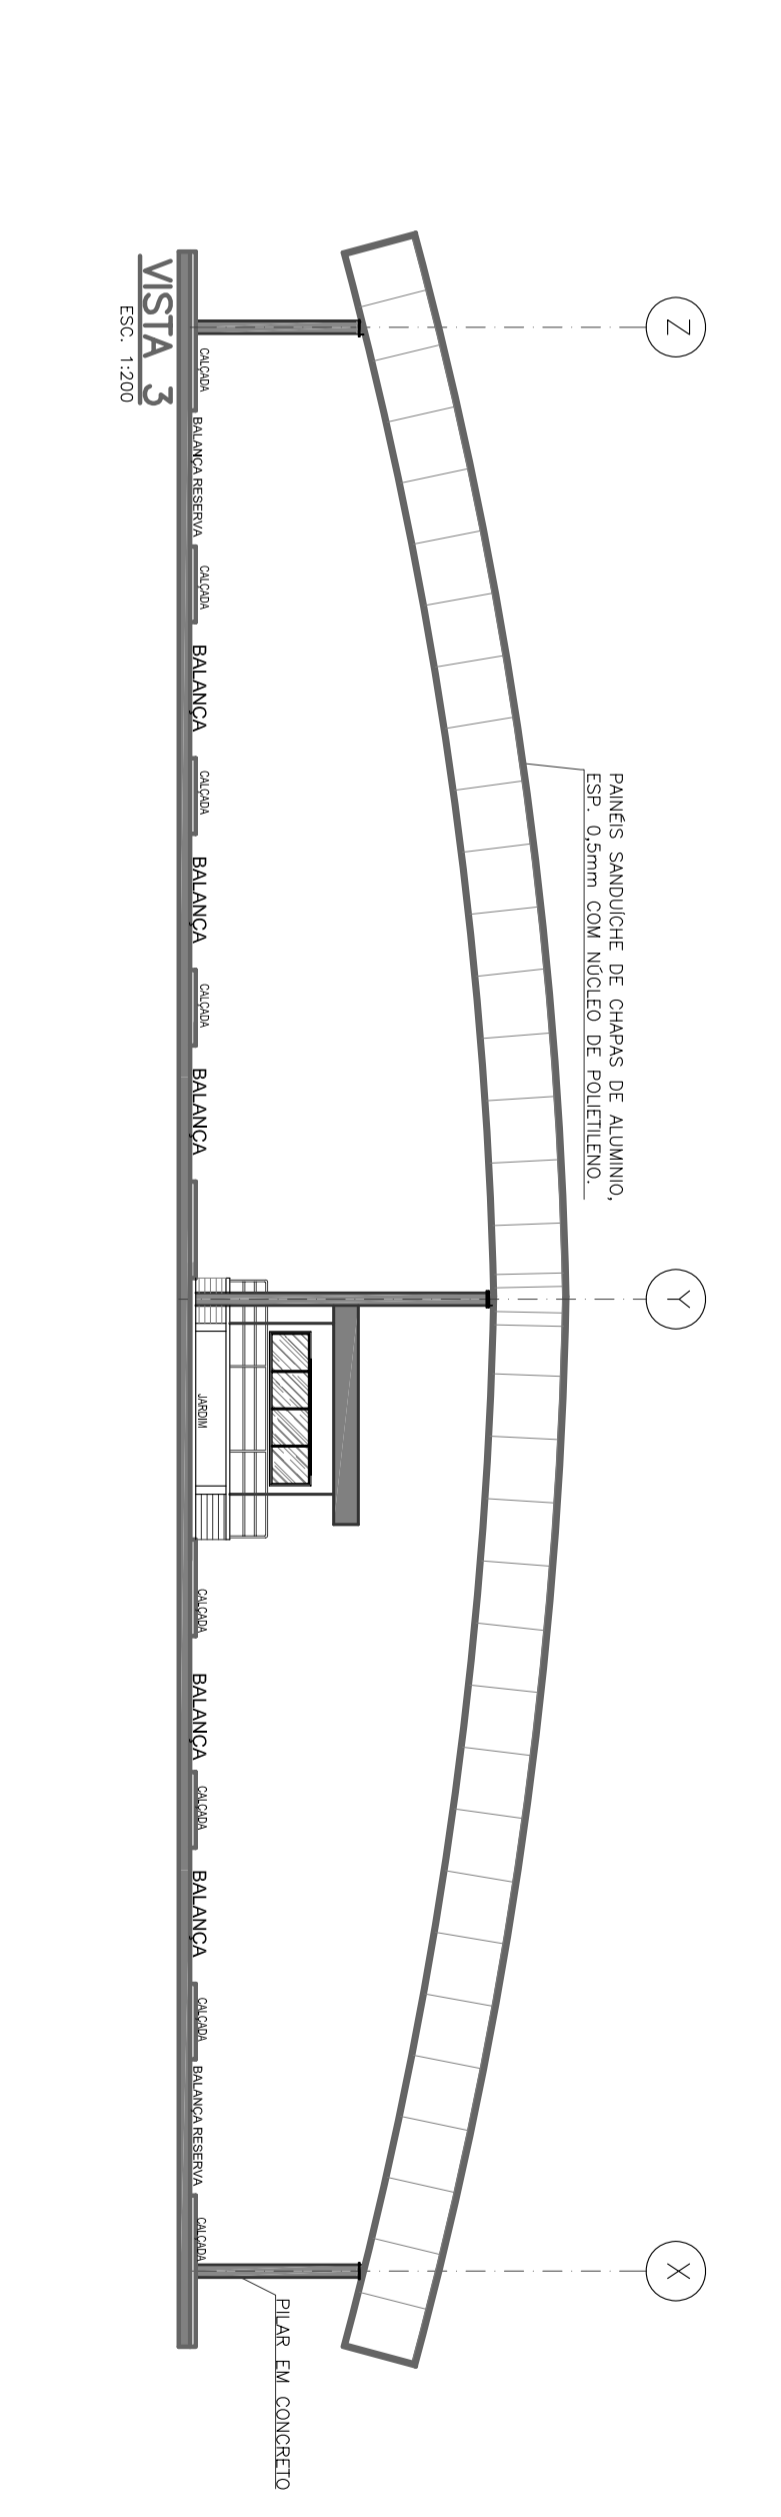 Z
Y
X
PAINÉIS SANDUÍCHE DE CHAPAS DE ALUMINIO,
ESP. 0,5mm COM NÚCLEO DE POLIETILENO.
PILAR EM CONCRETO
CALÇADA
BALANÇA RESERVA
CALÇADA
BALANÇA
CALÇADA
BALANÇA
CALÇADA
BALANÇA
JARDIM
CALÇADA
BALANÇA
CALÇADA
BALANÇA
CALÇADA
BALANÇA RESERVA
CALÇADA
VISTA 3
ESC. 1:200